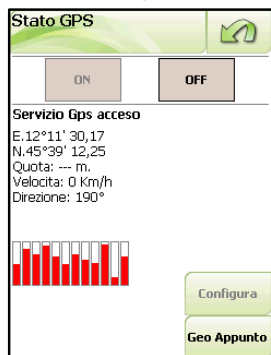 Stato GPS
ON OFF
Servizio Gps acceso
E.12°11' 30,17
N.45°39' 12,25
Quota: --- m.
Velocita: 0 Km/h
Direzione: 190°
Configura
Geo Appunto